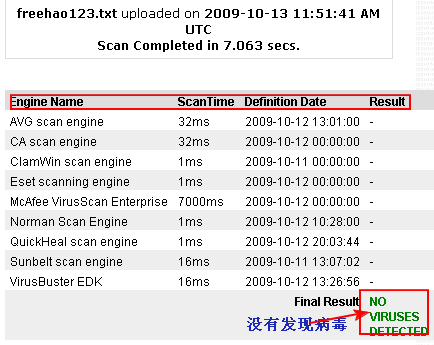 freehao123.txt uploaded on 2009-10-13 11:51:41 AM
UTC
Scan Completed in 7.063 secs.
Engine Name ScanTime Definition Date Result
AVG scan engine 32ms 2009-10-12 13:01:00 -
CA scan engine 32ms 2009-10-12 00:00:00 -
ClamWin scan engine 1ms 2009-10-11 00:00:00 -
Eset scanning engine 1ms 2009-10-12 00:00:00 -
McAfee VirusScan Enterprise 7000ms 2009-10-12 00:00:00 -
Norman Scan Engine 1ms 2009-10-12 10:28:00 -
QuickHeal scan engine 1ms 2009-10-12 20:03:44 -
Sunbelt scan engine 16ms 2009-10-11 13:07:02 -
VirusBuster EDK 16ms 2009-10-12 13:26:56 -
Final Result NO
没有发现病毒 VIRUSES
DETECTED